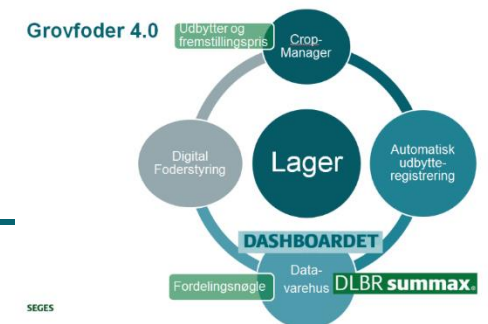 Grovfoder 4.0
Udbytter og
fremstillingspris
Crop-
Manager
Digital
Foderstyring
Lager
Automatisk
udbytte-
registrering
DASHBOARDET
Data-
varehus
Fordelingsnøgle
DLBR summax.
SEGES